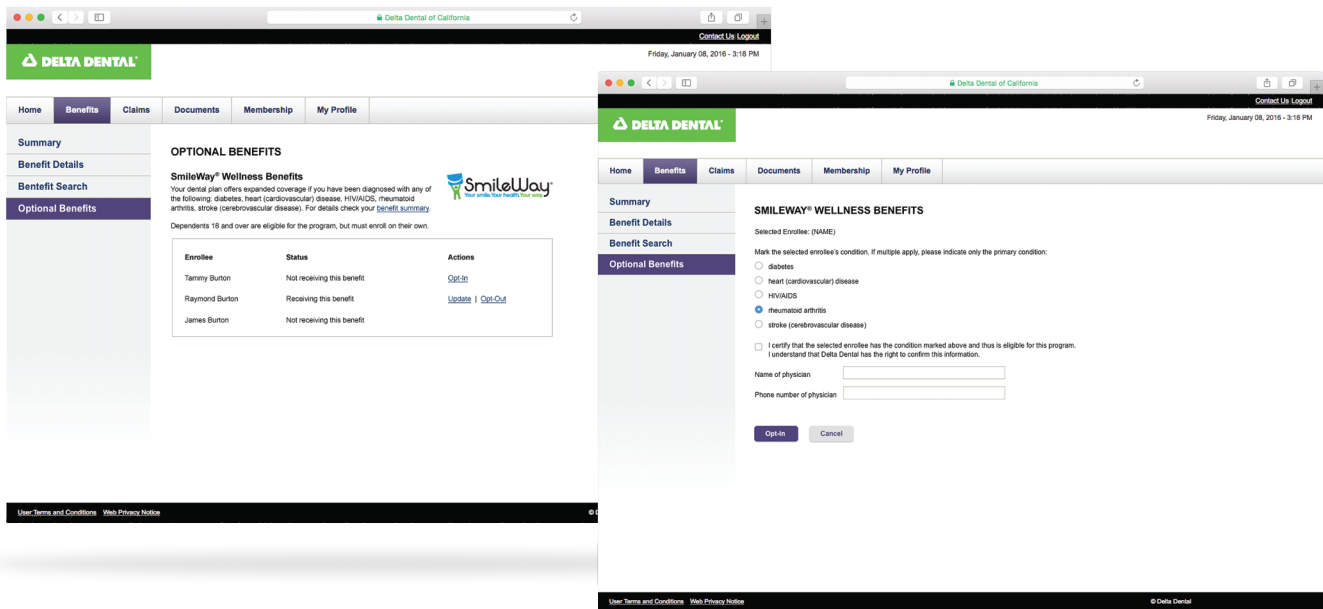 Delta Dental of California
Contact Us Logout
DELTA DENTAL
Friday, January 08, 2016 - 3:18 PM
Home Benefits Claims Documents Membership My Profile
Summary
Benefit Details
Bentefit Search
Optional Benefits
OPTIONAL BENEFITS
SmileWay® Wellness Benefits
Your dental plan offers expanded coverage if you have been diagnosed with any of
the following: diabetes, heart (cardiovascular) disease, HIV/AIDS, rheumatoid
arthritis, stroke (cerebrovascular disease). For details check your benefit summary.
SmileWay
Your smile. Your health. Your way.
Dependents 18 and over are eligible for the program, but must enroll on their own.
Enrollee Status Actions
Tammy Burton Not receiving this benefit Opt-In
Raymond Burton Receiving this benefit Update | Opt-Out
James Burton Not receiving this benefit
User Terms and Conditions Web Privacy Notice
©
Delta Dental of California
Contact Us Logout
DELTA DENTAL
Friday, January 08, 2016 - 3:18 PM
Home Benefits Claims Documents Membership My Profile
Summary
Benefit Details
Benefit Search
Optional Benefits
SMILEWAY® WELLNESS BENEFITS
Selected Enrollee: (NAME)
Mark the selected enrollee's condition. If multiple apply, please indicate only the primary condition:
diabetes
heart (cardiovascular) disease
HIV/AIDS
rheumatoid arthritis
stroke (cerebrovascular disease)
I certify that the selected enrollee has the condition marked above and thus is eligible for this program.
I understand that Delta Dental has the right to confirm this information.
Name of physician
Phone number of physician
Opt-in Cancel
User Terms and Conditions Web Privacy Notice
© Delta Dental